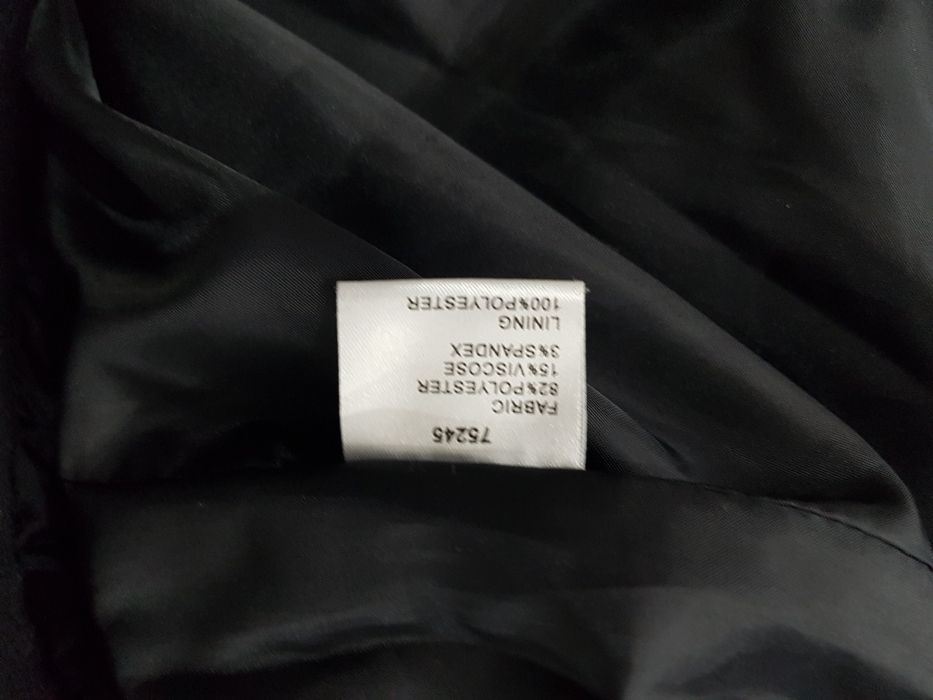 75245
FABRIC
82%POLYESTER
15%VISCOSE
3%SPANDEX
LINING
100%POLYESTER